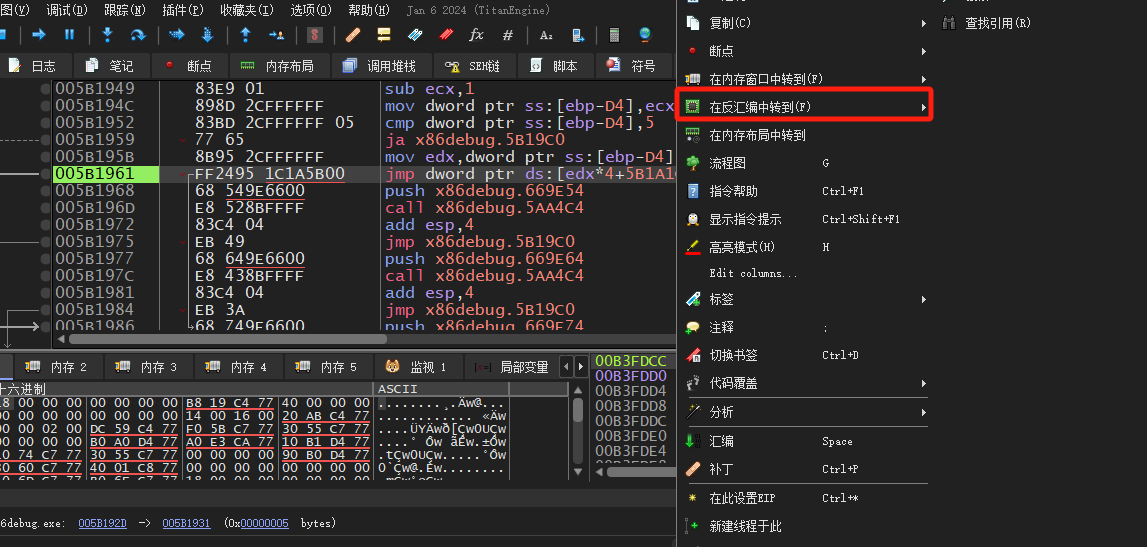 图(V) 调试(D) 跟踪(N) 插件(P) 收藏夹(I) 选项(O) 帮助(H) Jan 6 2024 (TitanEngine)
日志 笔记 断点 内存布局 调用堆栈 SEH链 脚本 符号
005B1949 83E9 01 sub ecx,1
005B194C 898D 2CFFFFFF mov dword ptr ss:[ebp-D4],ecx
005B1952 83BD 2CFFFFFF 05 cmp dword ptr ss:[ebp-D4],5
005B1959 77 65 ja x86debug.5B19C0
005B195B 8B95 2CFFFFFF mov edx,dword ptr ss:[ebp-D4]
005B1961 FF2495 1C1A5B00 jmp dword ptr ds:[edx*4+5B1A1
005B1968 68 549E6600 push x86debug.669E54
005B196D E8 528BFFFF call x86debug.5AA4C4
005B1972 83C4 04 add esp,4
005B1975 EB 49 jmp x86debug.5B19C0
005B1977 68 649E6600 push x86debug.669E64
005B197C E8 438BFFFF call x86debug.5AA4C4
005B1981 83C4 04 add esp,4
005B1984 EB 3A jmp x86debug.5B19C0
005B1986 68 749E6600 push x86debug.669E74
内存 2 内存 3 内存 4 内存 5 监视 1 局部变量
十六进制 ASCII
18 00 00 00 00 00 00 00 B8 19 C4 77 40 00 00 00
00 00 00 00 00 00 00 00 14 00 16 00 20 AB C4 77
00 00 02 00 DC 59 C4 77 F0 5B C7 77 30 55 C7 77
00 00 00 00 B0 A0 D4 77 A0 E3 CA 77 10 B1 D4 77
10 74 C7 77 30 55 C7 77 00 00 00 00 90 B0 D4 77
30 60 C7 77 40 01 C8 77 00 00 00 00 00 00 00 00
00B3FDCC
00B3FDD0
00B3FDD4
00B3FDD8
00B3FDDC
00B3FDE0
00B3FDE4
00B3FDE8
6debug.exe: 005B192D -> 005B1931 (0x00000005 bytes)
复制(C)
断点
在内存窗口中转到(F)
在反汇编中转到(F)
在内存布局中转到
流程图 G
指令帮助 Ctrl+F1
显示指令提示 Ctrl+Shift+F1
高亮模式(H) H
Edit columns...
标签
注释 ;
切换书签 Ctrl+D
代码覆盖
分析
汇编 Space
补丁 Ctrl+P
在此设置EIP Ctrl+*
新建线程于此
查找引用(R)